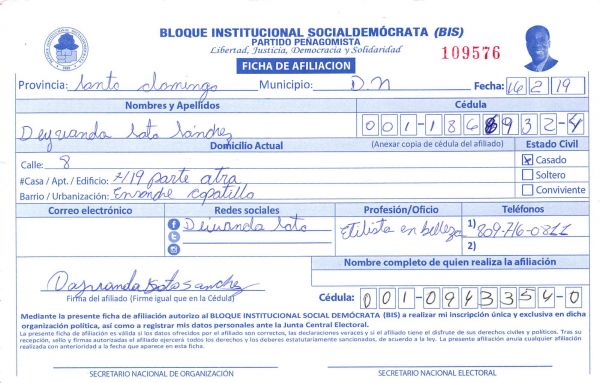 BLOQUE INSTITUCIONAL SOCIALDEMÓCRATA (BIS)
PARTIDO PEÑAGOMISTA
Libertad, Justicia, Democracia y Solidaridad
109576
FICHA DE AFILIACION
Provincia: Santo domingo Municipio: D.N Fecha: 16 2 19
Nombres y Apellidos Cédula
Soto Sánchez 001-186 932-4
Domicilio Actual (Anexar copia de cédula del afiliado) Estado Civil
Calle: 8 x Casado
#Casa / Apt. / Edificio: #19 parte atra Soltero
Barrio / Urbanización: Ensanche Conviviente
Correo electrónico Redes sociales Profesión/Oficio Teléfonos
Soto Etilista en belleza 1) 809-716-0811
2)
Nombre completo de quien realiza la afiliación
Soto Sanchez
Firma del afiliado (Firme igual que en la Cédula) Cédula: 001-0943354-0
Mediante la presente ficha de afiliación autorizo al BLOQUE INSTITUCIONAL SOCIAL DEMÓCRATA (BIS) a realizar mi inscripción única y exclusiva en dicha
organización política, así como a registrar mis datos personales ante la Junta Central Electoral.
La presente ficha de afiliación es válida si los datos ofrecidos por el afiliado son correctos, las declaraciones veraces y si el afiliado tiene el disfrute de sus derechos civiles y políticos. Tras su
recepción, sello y firmas autorizadas el afiliado ejercerá todos los derechos y los deberes estatutariamente sancionados, de acuerdo a la ley. La presente afiliación anula cualquier afiliación
realizada con anterioridad a la fecha que aparece en esta ficha.
SECRETARIO NACIONAL DE ORGANIZACIÓN SECRETARIO NACIONAL ELECTORAL